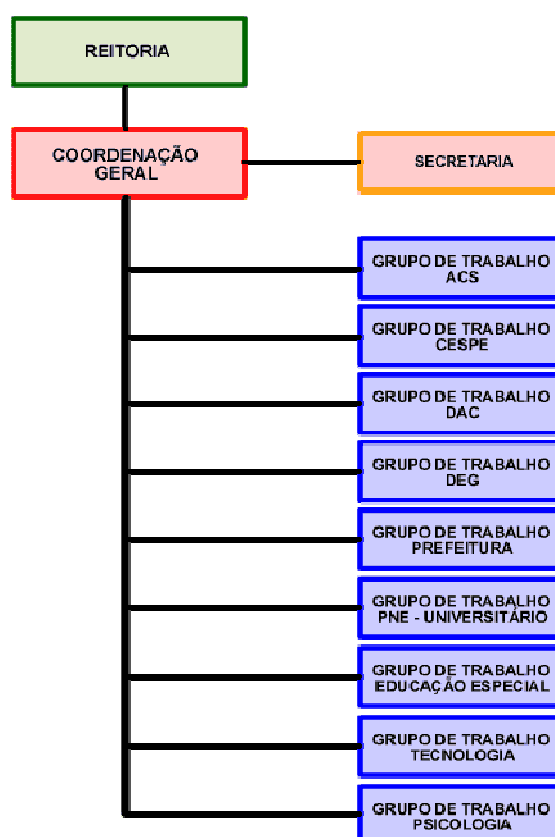 REITORIA
COORDENAÇÃO
GERAL
SECRETARIA
GRUPO DE TRABALHO
ACS
GRUPO DE TRABALHO
CESPE
GRUPO DE TRABALHO
DAC
GRUPO DE TRABALHO
DEG
GRUPO DE TRABALHO
PREFEITURA
GRUPO DE TRABALHO
PNE - UNIVERSITÁRIO
GRUPO DE TRABALHO
EDUCAÇÃO ESPECIAL
GRUPO DE TRABALHO
TECNOLOGIA
GRUPO DE TRABALHO
PSICOLOGIA